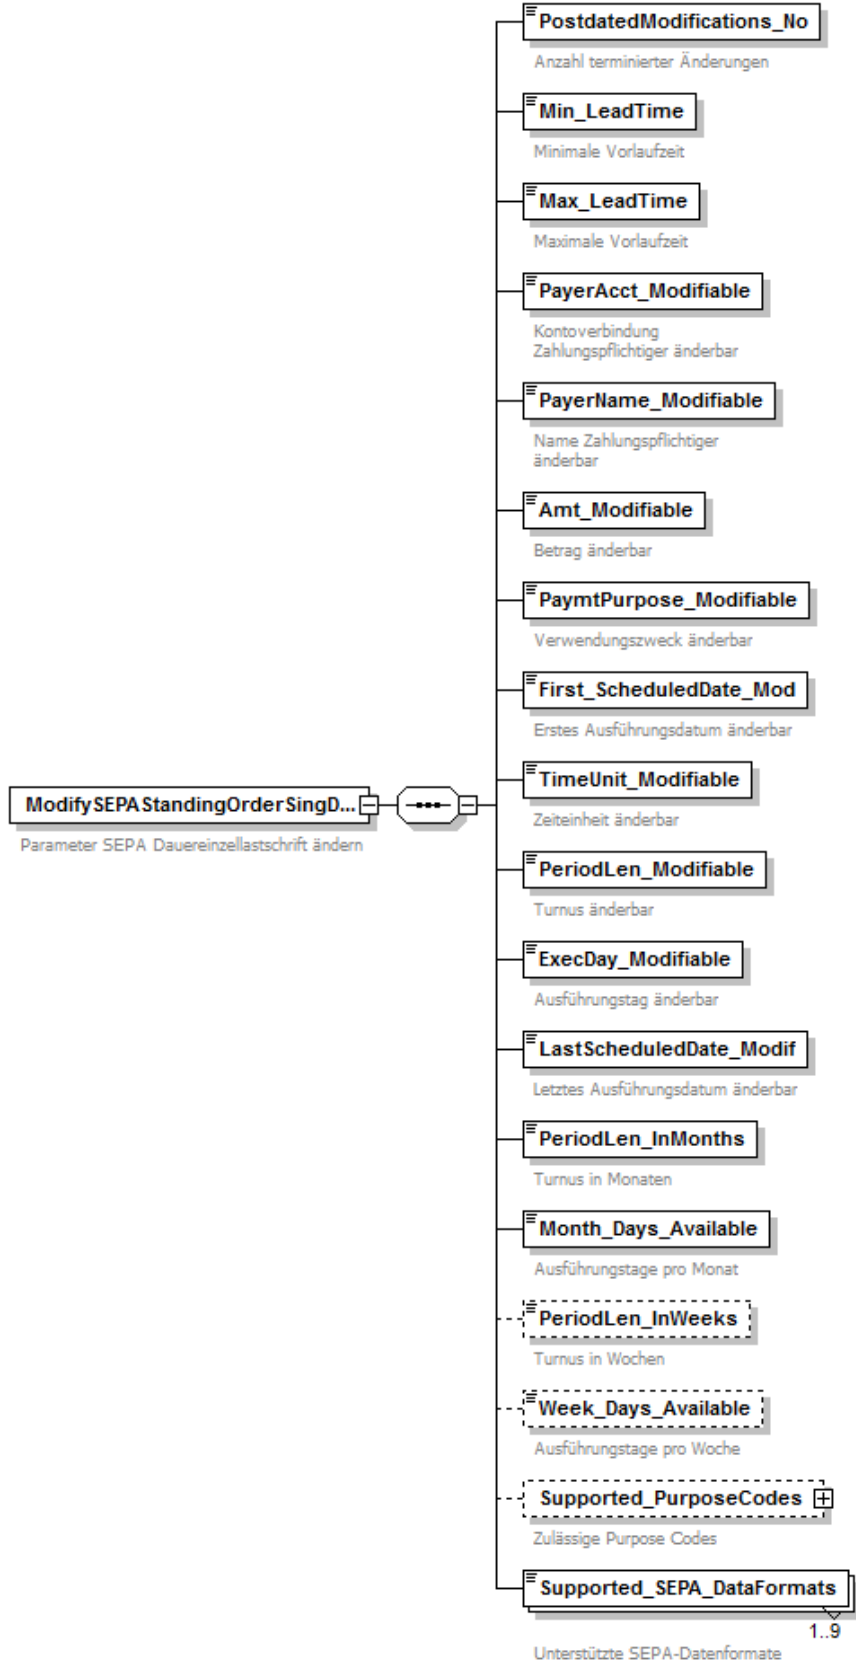 PostdatedModifications_No
Anzahl terminierter Änderungen
Min_LeadTime
Minimale Vorlaufzeit
Max_LeadTime
Maximale Vorlaufzeit
PayerAcct_Modifiable
Kontoverbindung
Zahlungspflichtiger änderbar
PayerName_Modifiable
Name Zahlungspflichtiger
änderbar
Amt_Modifiable
Betrag änderbar
PaymtPurpose_Modifiable
Verwendungszweck änderbar
First_ScheduledDate_Mod
Erstes Ausführungsdatum änderbar
ModifySEPAStandingOrderSingD...
Parameter SEPA Dauereinzellastschrift ändern
TimeUnit_Modifiable
Zeiteinheit änderbar
PeriodLen_Modifiable
Turnus änderbar
ExecDay_Modifiable
Ausführungstag änderbar
LastScheduledDate_Modif
Letztes Ausführungsdatum änderbar
PeriodLen_InMonths
Turnus in Monaten
Month_Days_Available
Ausführungstage pro Monat
PeriodLen_InWeeks
Turnus in Wochen
Week_Days_Available
Ausführungstage pro Woche
Supported_PurposeCodes
Zulässige Purpose Codes
Supported_SEPA_DataFormats
1..9
Unterstützte SEPA-Datenformate